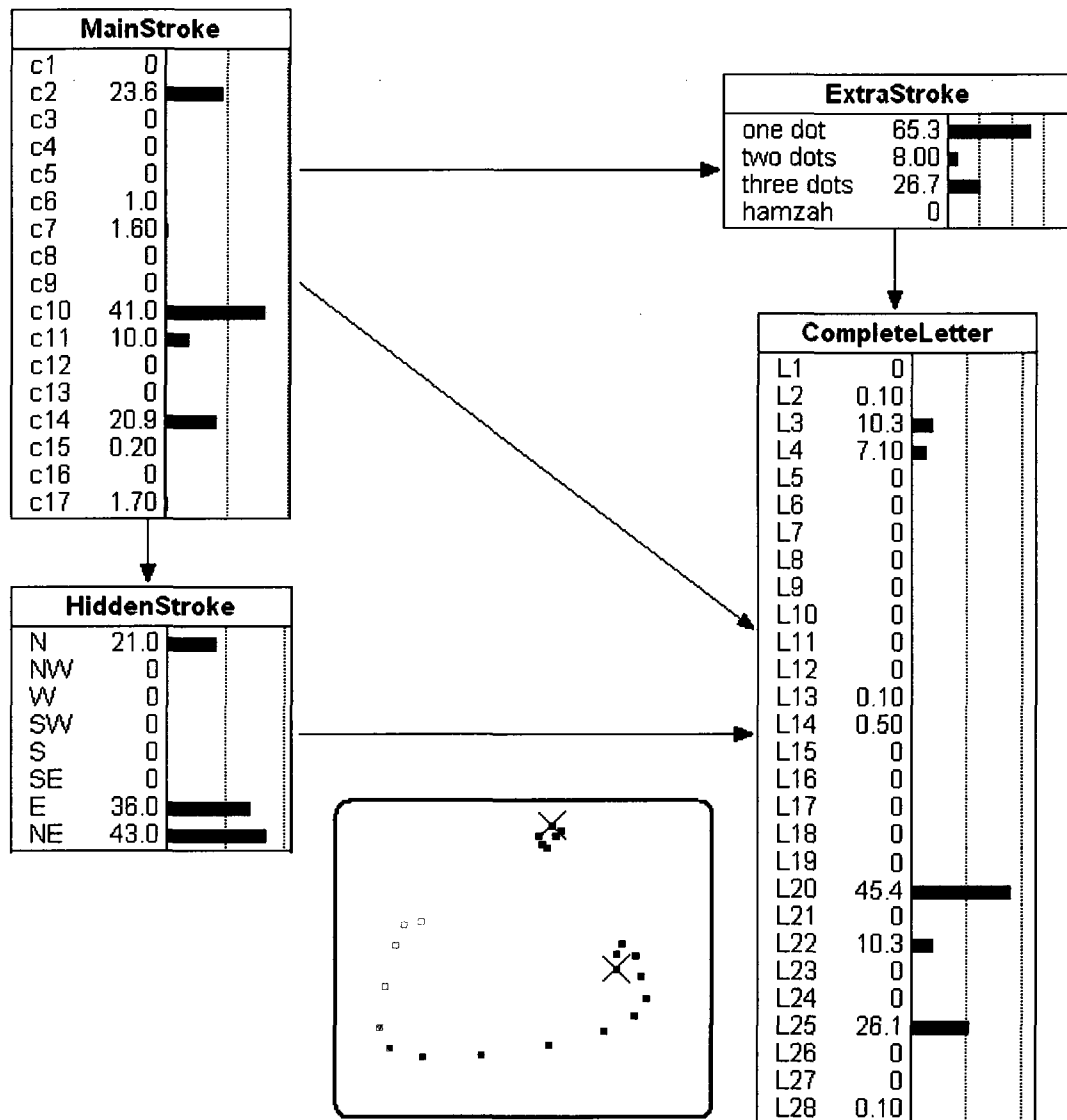 MainStroke
c1 0
c2 23.6
c3 0
c4 0
c5 0
c6 1.0
c7 1.60
c8 0
c9 0
c10 41.0
c11 10.0
c12 0
c13 0
c14 20.9
c15 0.20
c16 0
c17 1.70
ExtraStroke
one dot 65.3
two dots 8.00
three dots 26.7
hamzah 0
HiddenStroke
N 21.0
NW 0
W 0
SW 0
S 0
SE 0
E 36.0
NE 43.0
CompleteLetter
L1 0
L2 0.10
L3 10.3
L4 7.10
L5 0
L6 0
L7 0
L8 0
L9 0
L10 0
L11 0
L12 0
L13 0.10
L14 0.50
L15 0
L16 0
L17 0
L18 0
L19 0
L20 45.4
L21 0
L22 10.3
L23 0
L24 0
L25 26.1
L26 0
L27 0
L28 0.10